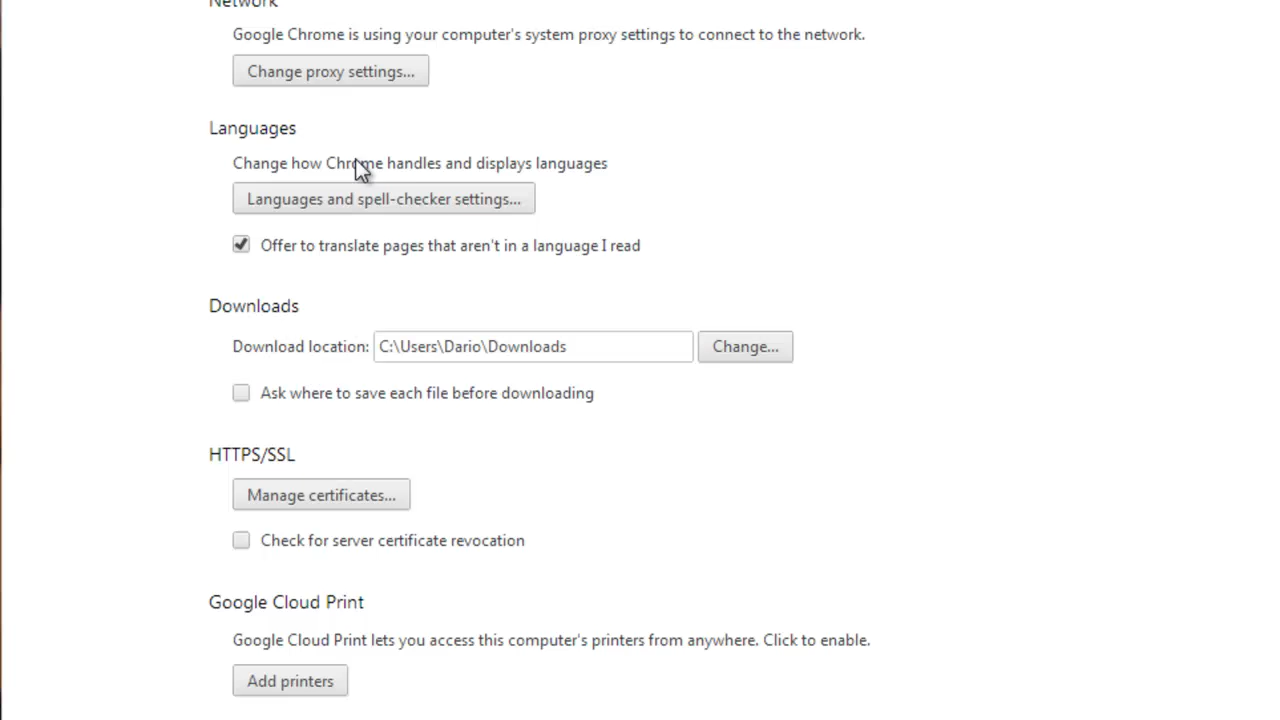 Network
Google Chrome is using your computer's system proxy settings to connect to the network.
Change proxy settings...
Languages
Change how Chrome handles and displays languages
Languages and spell-checker settings...
Offer to translate pages that aren't in a language I read
Downloads
Download location: C:\Users\Dario\Downloads Change...
Ask where to save each file before downloading
HTTPS/SSL
Manage certificates...
Check for server certificate revocation
Google Cloud Print
Google Cloud Print lets you access this computer's printers from anywhere. Click to enable.
Add printers